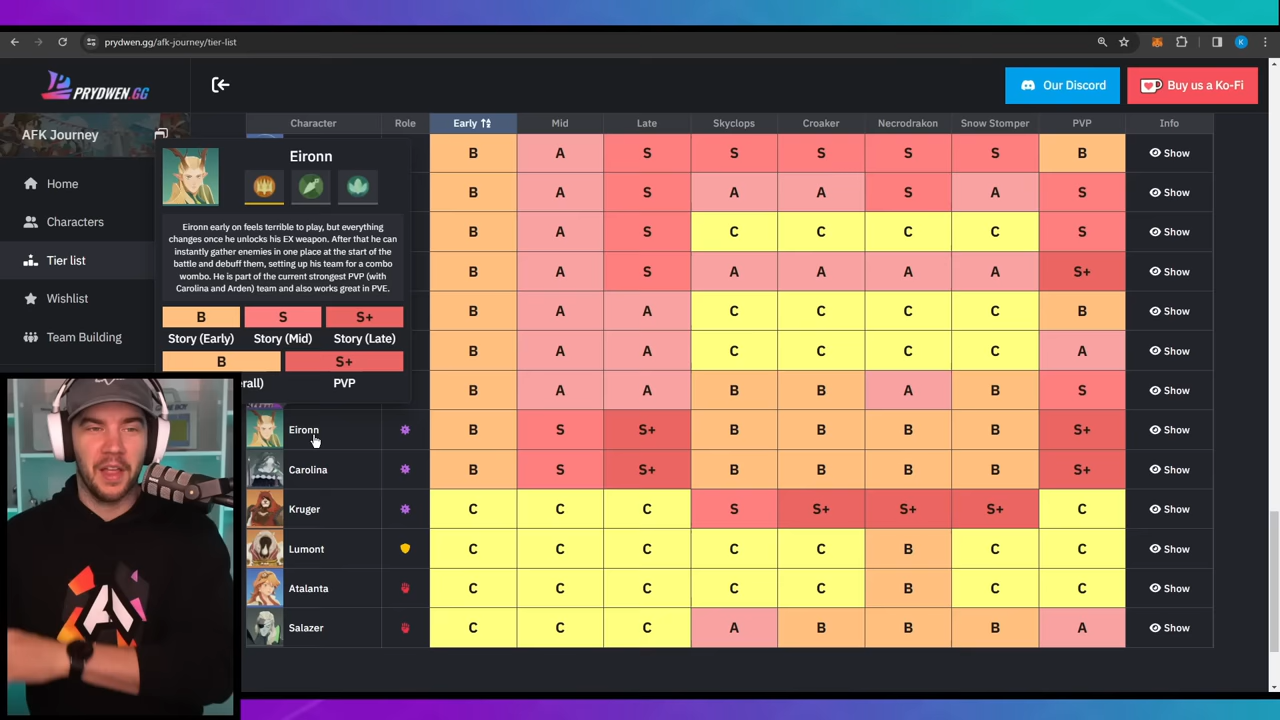 prydwen.gg/afk-journey/tier-list
K
PRYDWEN.GG
Our Discord
Buys us a Ko-Fi
AFK Journey
Home
Characters
Tier list
Wishlist
Team Building
Character Role Early Mid Late Skyclops Croaker Necrodrakon Snow Stomper PVP Info
B A S S S S S B Show
B A S A A S A S Show
B A S C C C C S Show
B A S A A A A S+ Show
B A A C C C C B Show
B A A C C C C A Show
B A A B B A B S Show
Eironn B S S+ B B B B S+ Show
Carolina B S S+ B B B B S+ Show
Kruger C C C S S+ S+ S+ C Show
Lumont C C C C C B C C Show
Atalanta C C C C C B C C Show
Salazer C C C A B B B A Show
Eironn
Eironn early on feels terrible to play, but everything
changes once he unlocks his EX weapon. After that he can
instantly gather enemies in one place at the start of the
battle and debuff them, setting up his team for a combo
wombo. He is part of the current strongest PVP (with
Carolina and Arden) team and also works great in PVE.
B S S+
Story (Early) Story (Mid) Story (Late)
B S+
erall) PVP